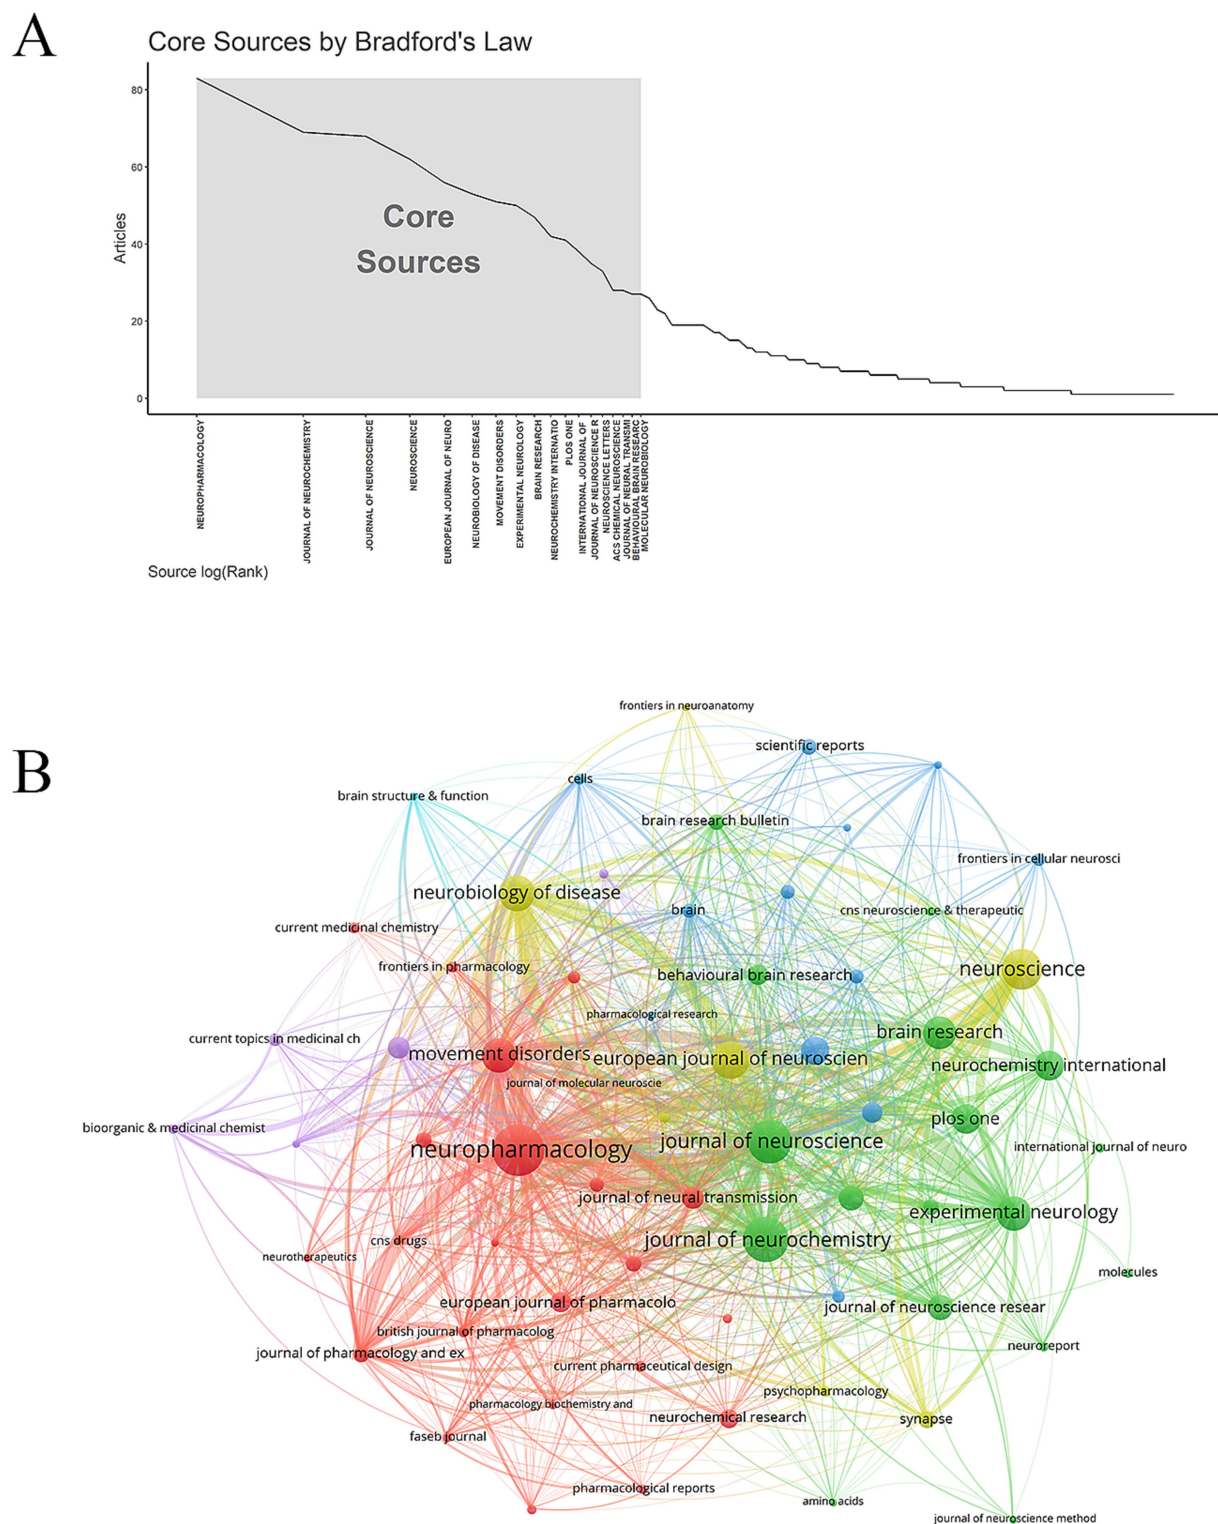 A
Core Sources by Bradford's Law
80
60
40
20
0
Articles
Core
Sources
NEUROPHARMACOLOGY
JOURNAL OF NEUROCHEMISTRY
JOURNAL OF NEUROSCIENCE
NEUROSCIENCE
EUROPEAN JOURNAL OF NEURO
NEUROBIOLOGY OF DISEASE
MOVEMENT DISORDERS
EXPERIMENTAL NEUROLOGY
BRAIN RESEARCH
NEUROCHEMISTRY INTERNATIO
PLOS ONE
INTERNATIONAL JOURNAL OF
JOURNAL OF NEUROSCIENCE R
NEUROSCIENCE LETTERS
ACS CHEMICAL NEUROSCIENCE
JOURNAL OF NEURAL TRANSMI
BEHAVIOURAL BRAIN RESEARC
MOLECULAR NEUROBIOLOGY
Source log(Rank)
B
frontiers in neuroanatomy
scientific reports
cells
brain structure & function
brain research bulletin
frontiers in cellular neurosci
neurobiology of disease
brain
cns neuroscience & therapeutic
current medicinal chemistry
frontiers in pharmacology
behavioural brain research
neuroscience
pharmacological research
brain research
current topics in medicinal ch
movement disorders
european journal of neuroscien
neurochemistry international
journal of molecular neuroscie
bioorganic & medicinal chemist
neuropharmacology
journal of neuroscience
plos one
international journal of neuro
journal of neural transmission
experimental neurology
cns drugs
journal of neurochemistry
neurotherapeutics
molecules
european journal of pharmacolo
journal of neuroscience resear
british journal of pharmacolog
neuroreport
journal of pharmacology and ex
current pharmaceutical design
psychopharmacology
pharmacology biochemistry and
neurochemical research
synapse
faseb journal
pharmacological reports
amino acids
journal of neuroscience method